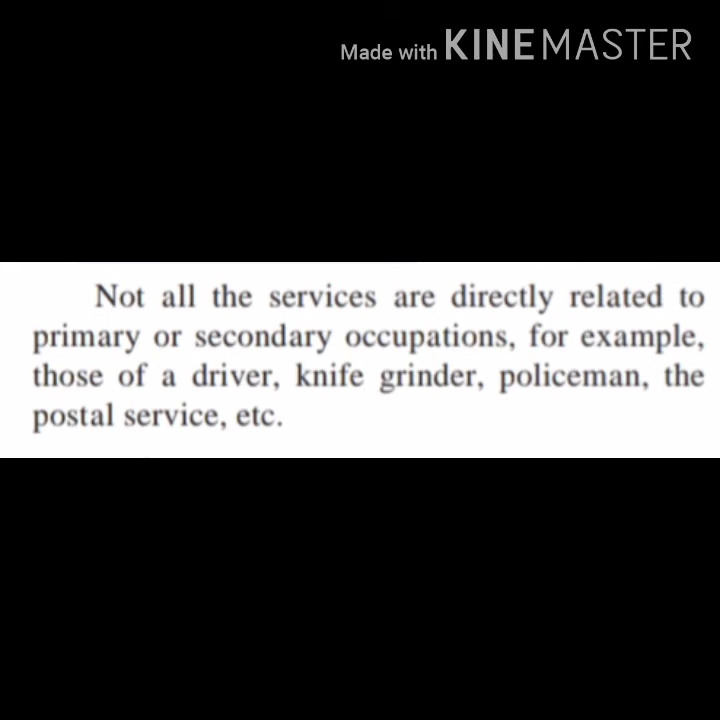 Made with KINEMASTER
Not all the services are directly related to
primary or secondary occupations, for example,
those of a driver, knife grinder, policeman, the
postal service, etc.